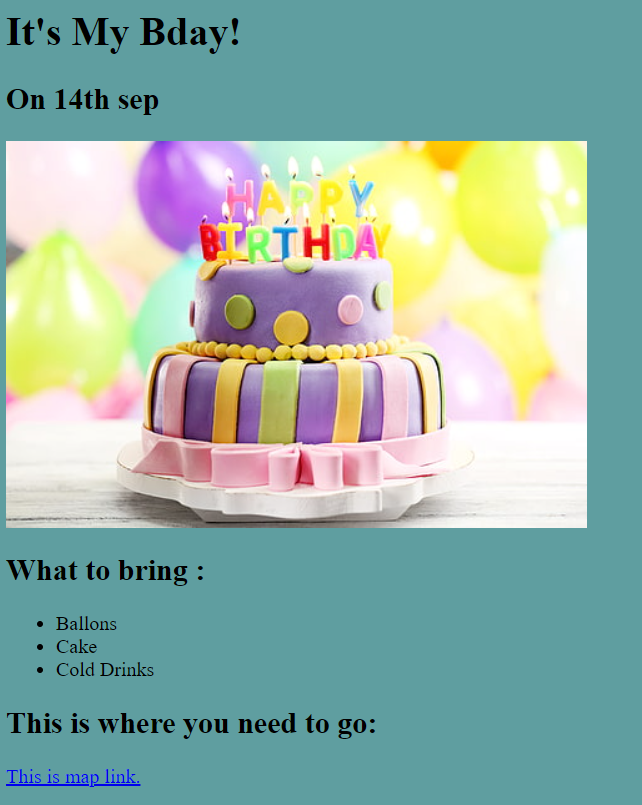 It's My Bday!
On 14th sep
HAPPY
BIRTHDAY
What to bring :
Ballons
Cake
Cold Drinks
This is where you need to go:
This is map link.